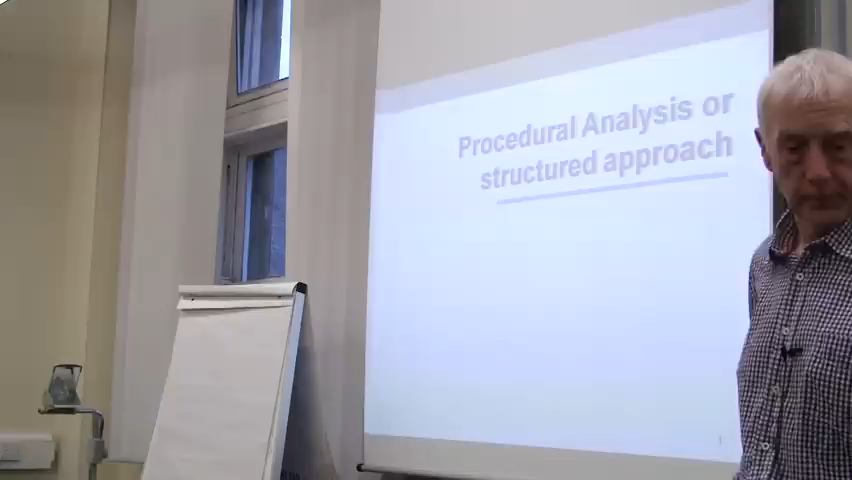 Procedural Analysis or
structured approach